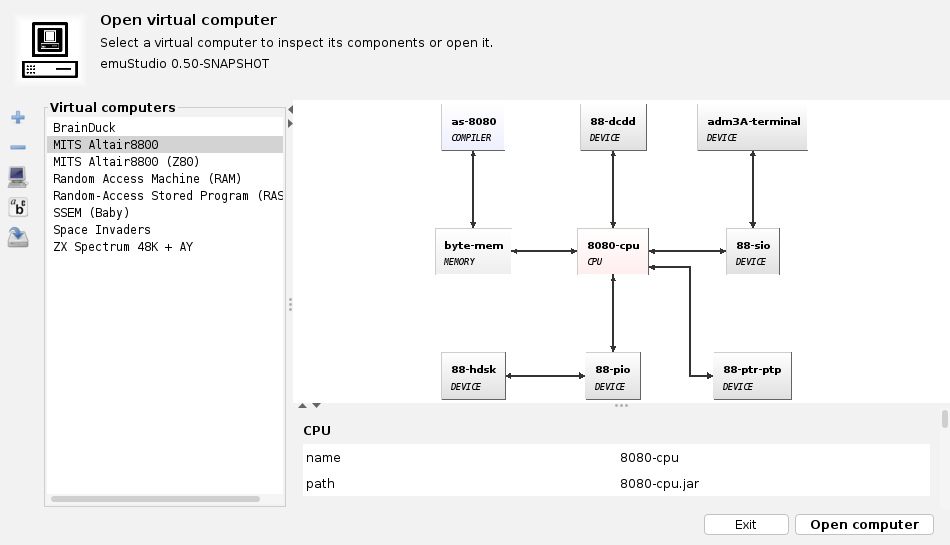 Open virtual computer
Select a virtual computer to inspect its components or open it.
emuStudio 0.50-SNAPSHOT
Virtual computers
BrainDuck
MITS Altair8800
MITS Altair8800 (Z80)
Random Access Machine (RAM)
Random-Access Stored Program (RAS
SSEM (Baby)
Space Invaders
ZX Spectrum 48K + AY
as-8080
COMPILER
88-dcdd
DEVICE
adm3A-terminal
DEVICE
byte-mem
MEMORY
8080-cpu
CPU
88-sio
DEVICE
88-hdsk
DEVICE
88-pio
DEVICE
88-ptr-ptp
DEVICE
CPU
name 8080-cpu
path 8080-cpu.jar
Exit Open computer